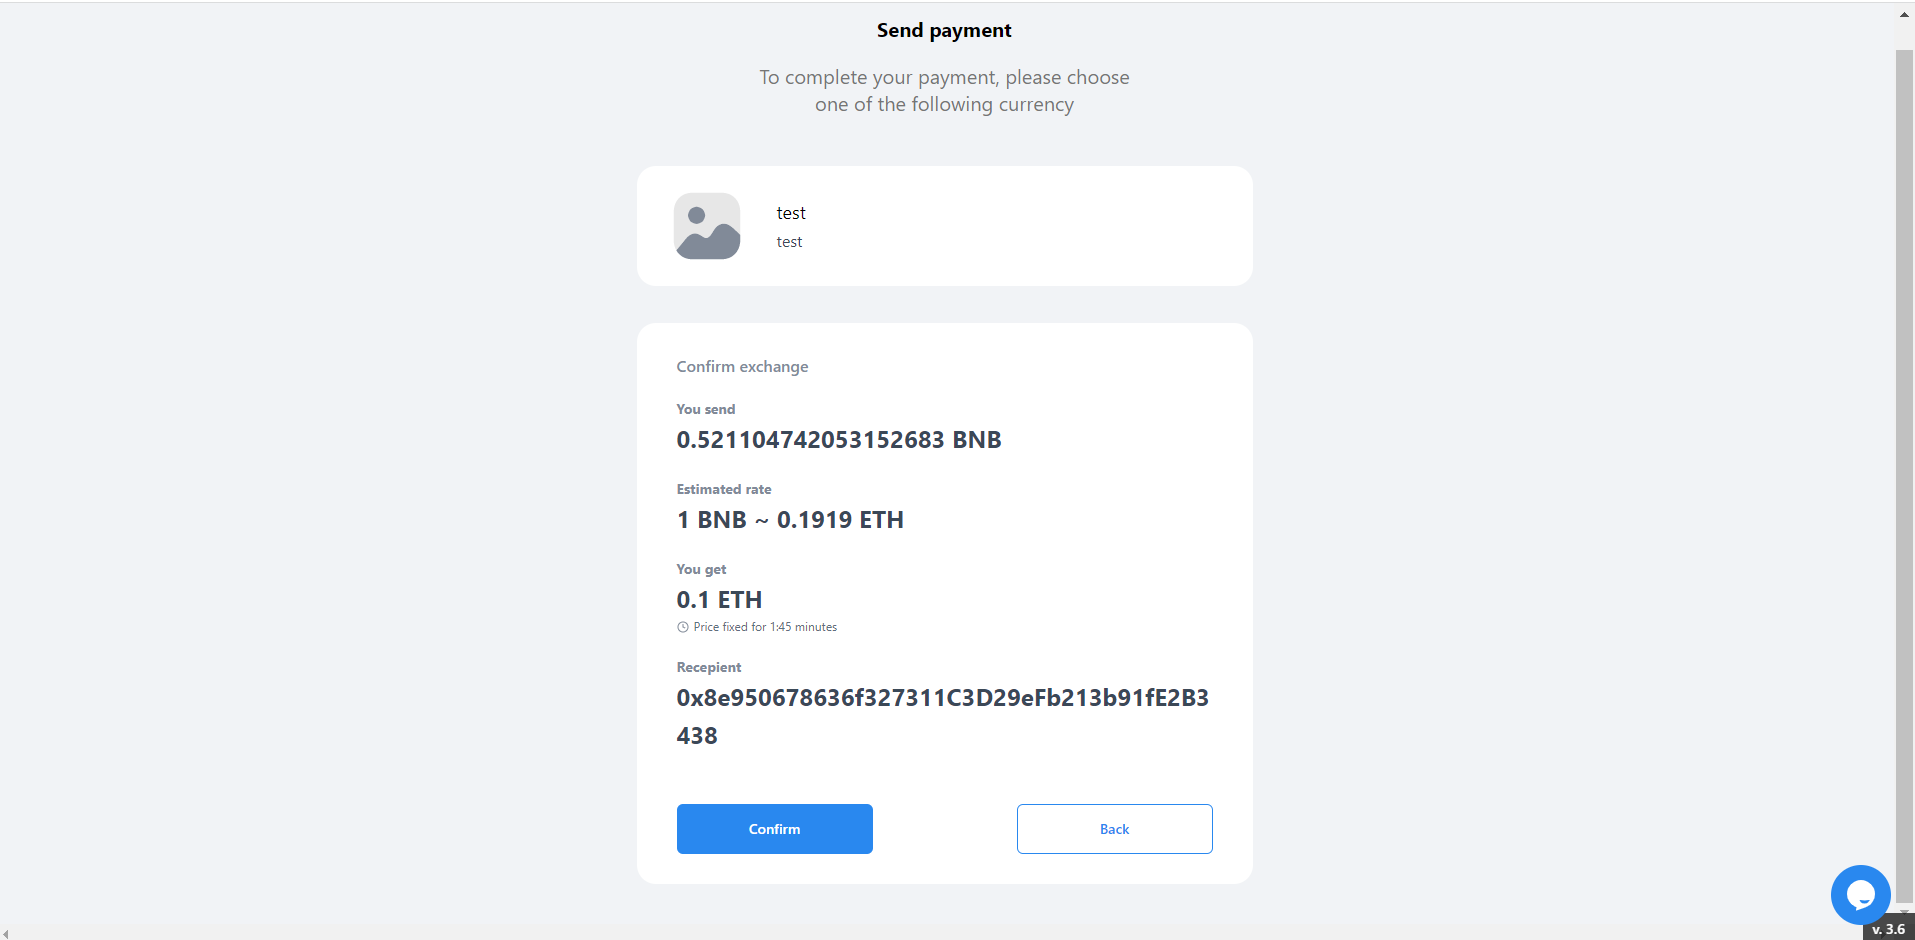 Send payment
To complete your payment, please choose
one of the following currency
test
test
Confirm exchange
You send
0.521104742053152683 BNB
Estimated rate
1 BNB ~ 0.1919 ETH
You get
0.1 ETH
Price fixed for 1:45 minutes
Recepient
0x8e950678636f327311C3D29eFb213b91fE2B3
438
Confirm
Back
v. 3.6